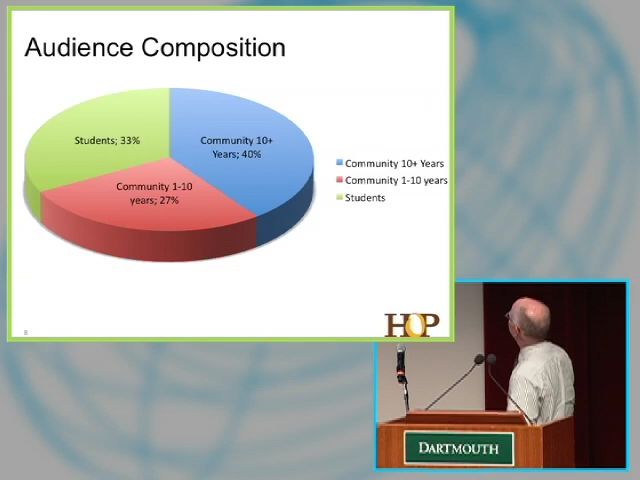 Audience Composition
Students; 33%
Community 10+
Years; 40%
Community 1-10
years; 27%
Community 10+ Years
Community 1-10 years
Students
HOP
DARTMOUTH